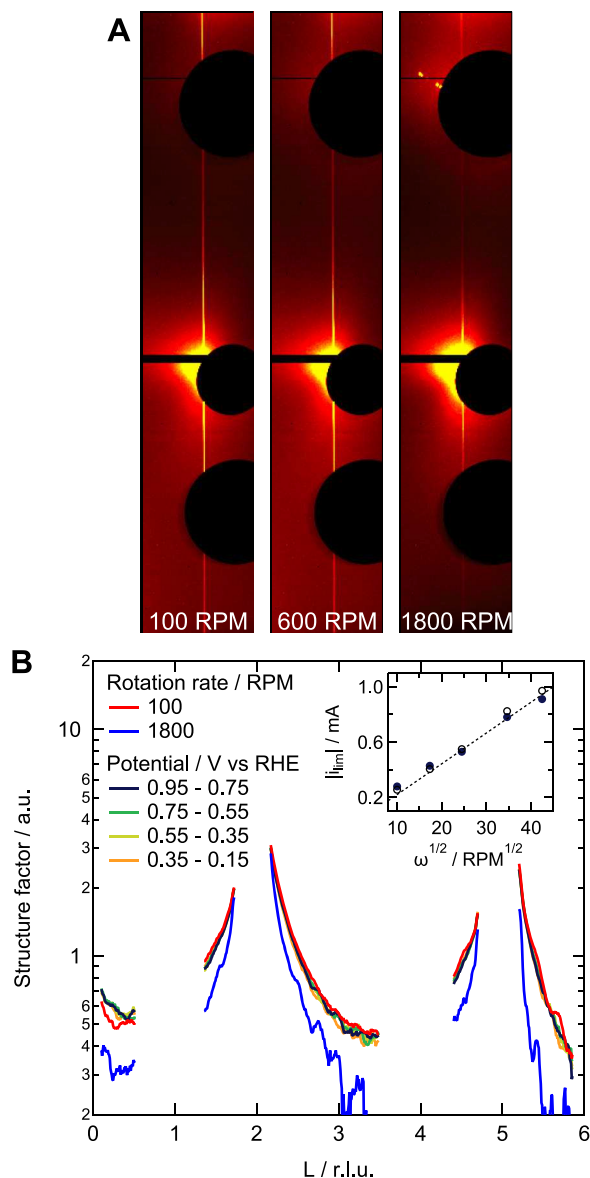 A
100 RPM
600 RPM
1800 RPM
B
2
10
6
5
4
3
2
1
6
5
4
3
2
Structure factor / a.u.
0
1
2
3
4
5
6
L / r.l.u.
Rotation rate / RPM
100
1800
Potential / V vs RHE
0.95 - 0.75
0.75 - 0.55
0.55 - 0.35
0.35 - 0.15
1.0
0.6
0.2
|ilim| / mA
10
20
30
40
ω1/2 / RPM1/2